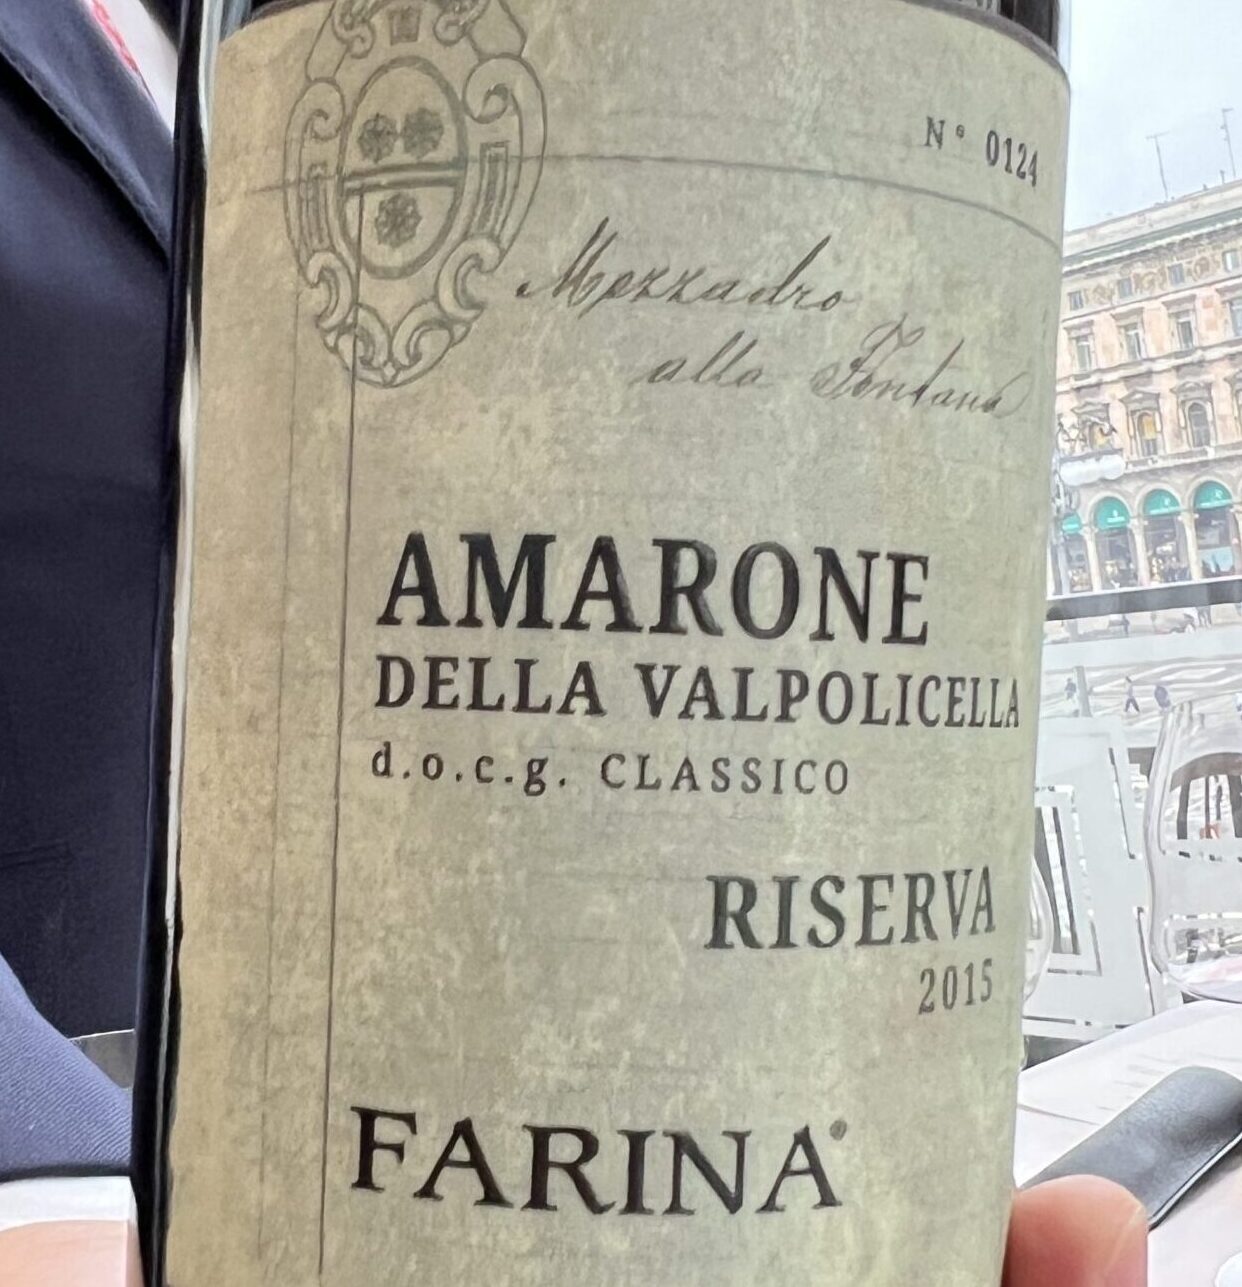 N° 0124
Mezzadro
alla Fontana
AMARONE
DELLA VALPOLICELLA
d.o.c.g. CLASSICO
RISERVA
2015
FARINA®